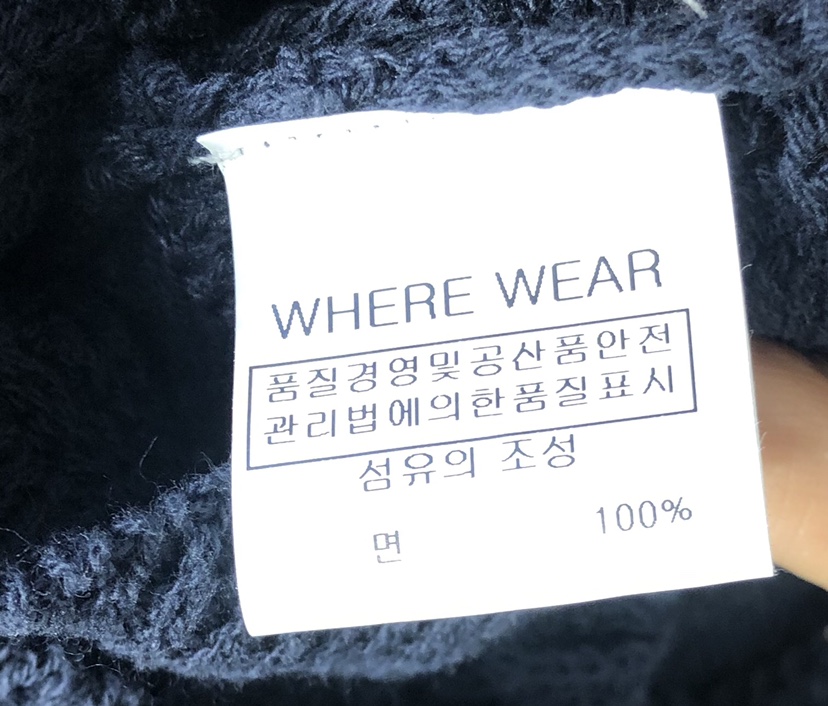 WHERE WEAR
품질경영및공산품안전
관리법에의한품질표시
섬유의 조성
면 100%